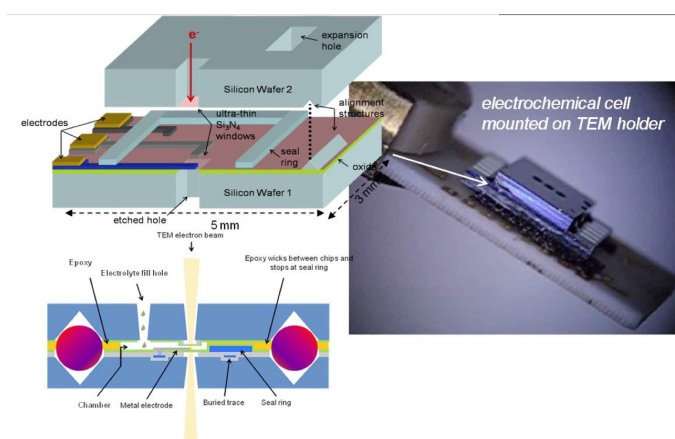 e-
expansion
hole
Silicon Wafer 2
electrodes
ultra-thin
Si3N4
windows
alignment
structures
seal
ring
oxide
Silicon Wafer 1
etched hole
5 mm
3 mm
electrochemical cell
mounted on TEM holder
TEM electron beam
Epoxy
Electrolyte fill hole
Epoxy wicks between chips and
stops at seal ring
Chamber
Metal electrode
Buried trace
Seal ring